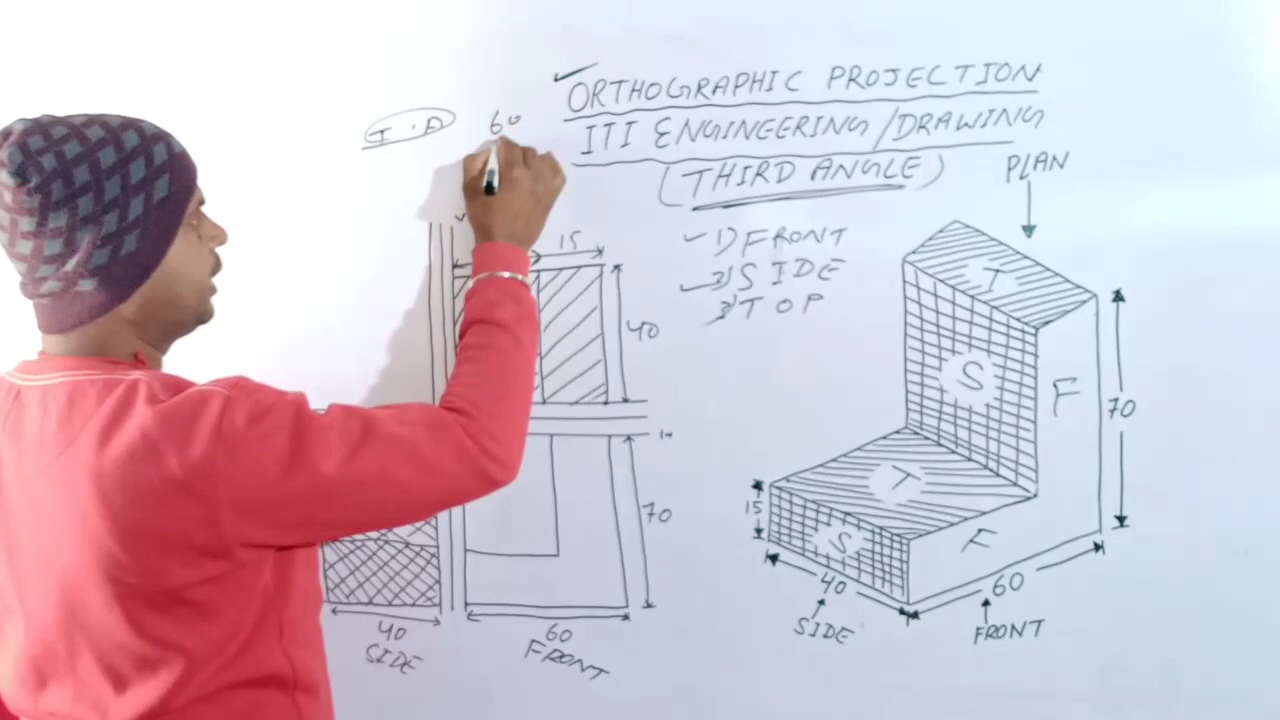 ORTHOGRAPHIC PROJECTION
ITI ENGINEERING / DRAWING
(THIRD ANGLE)
T.A
60
PLAN
1) FRONT
2) SIDE
3) TOP
15
40
70
40
SIDE
60
FRONT
T
S
F
70
T
15
S
F
40
60
SIDE
FRONT